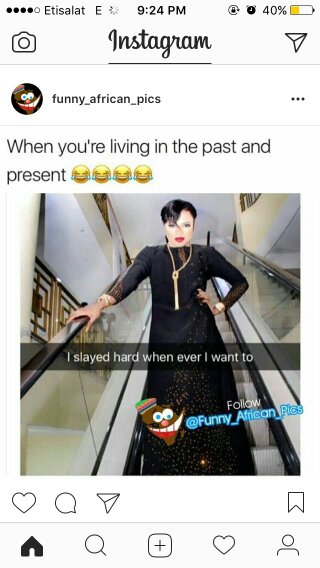 Etisalat E 9:24 PM 40%
Instagram
funny_african_pics
When you're living in the past and
present 😂😂😂😂
I slayed hard when ever I want to
Follow
@Funny_African_Pics